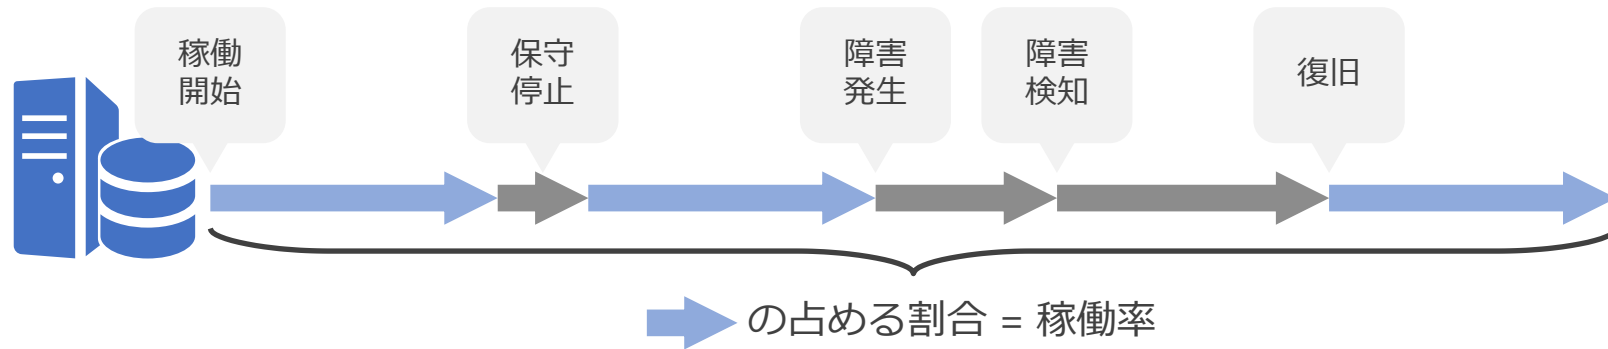 稼働
開始
保守
停止
障害
発生
障害
検知
復旧
の占める割合 = 稼働率